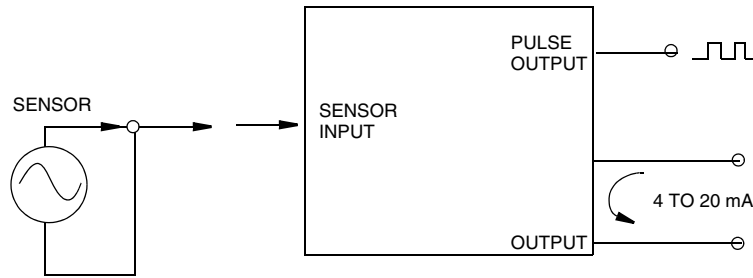 PULSE
OUTPUT
SENSOR
SENSOR
INPUT
4 TO 20 mA
OUTPUT